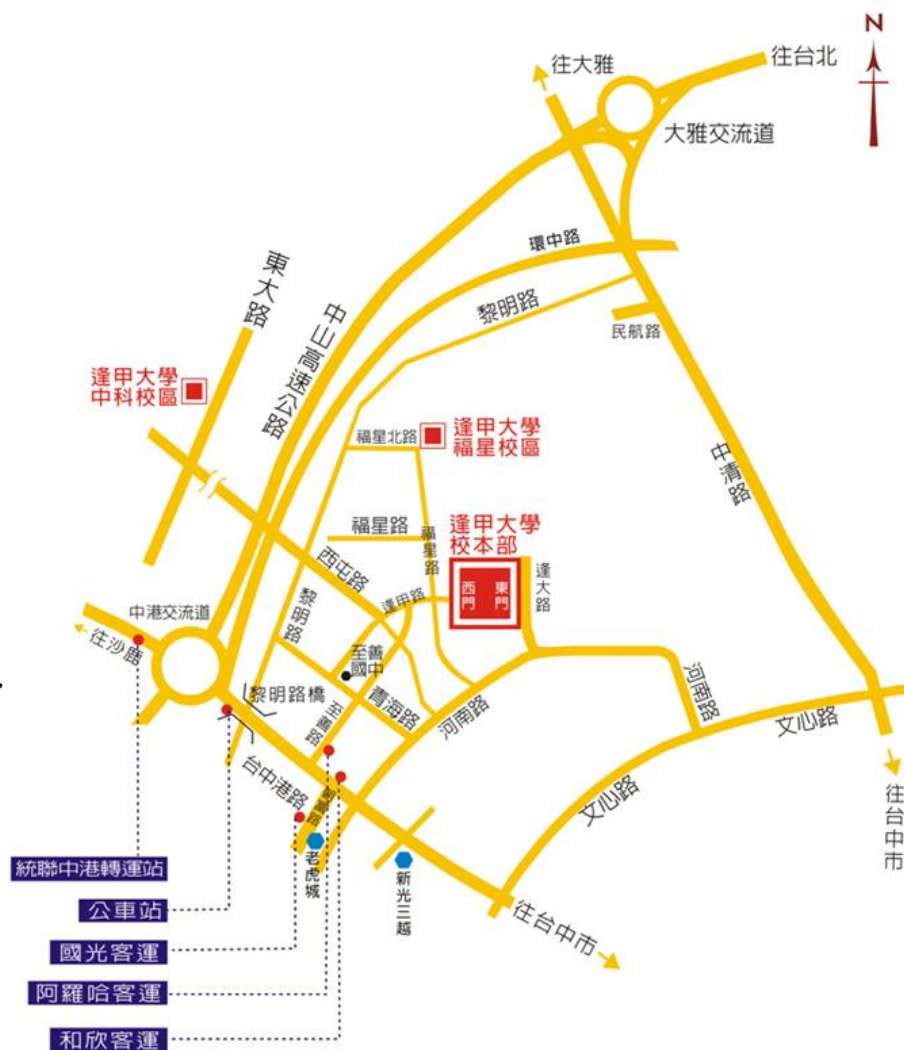 N
往台北
往大雅
大雅交流道
環中路
東大路
黎明路
民航路
中山高速公路
逢甲大學
中科校區
逢甲大學
福星校區
福星北路
中清路
逢甲大學
校本部
福星路
福星路
西屯路
西門
東門
逢大路
逢甲路
黎明路
中港交流道
往沙鹿
至善
國中
河南路
黎明路橋
青海路
河南路
至善路
文心路
台中港路
文心路
往台中市
老虎城
新光三越
統聯中港轉運站
公車站
往台中市
國光客運
阿羅哈客運
和欣客運